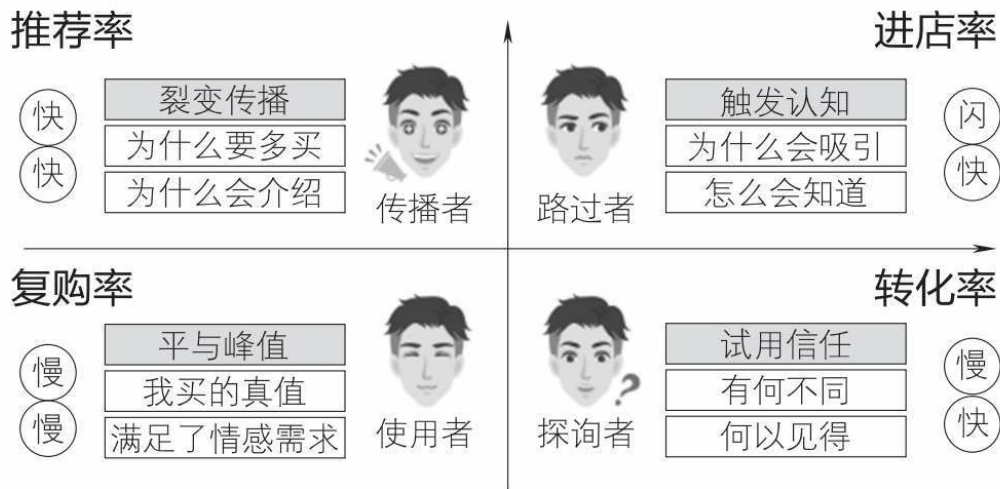 推荐率
快
快
裂变传播
为什么要多买
为什么会介绍
传播者
进店率
路过者
触发认知
为什么会吸引
怎么会知道
闪
快
复购率
慢
慢
平与峰值
我买的真值
满足了情感需求
使用者
转化率
探询者
?
试用信任
有何不同
何以见得
慢
快